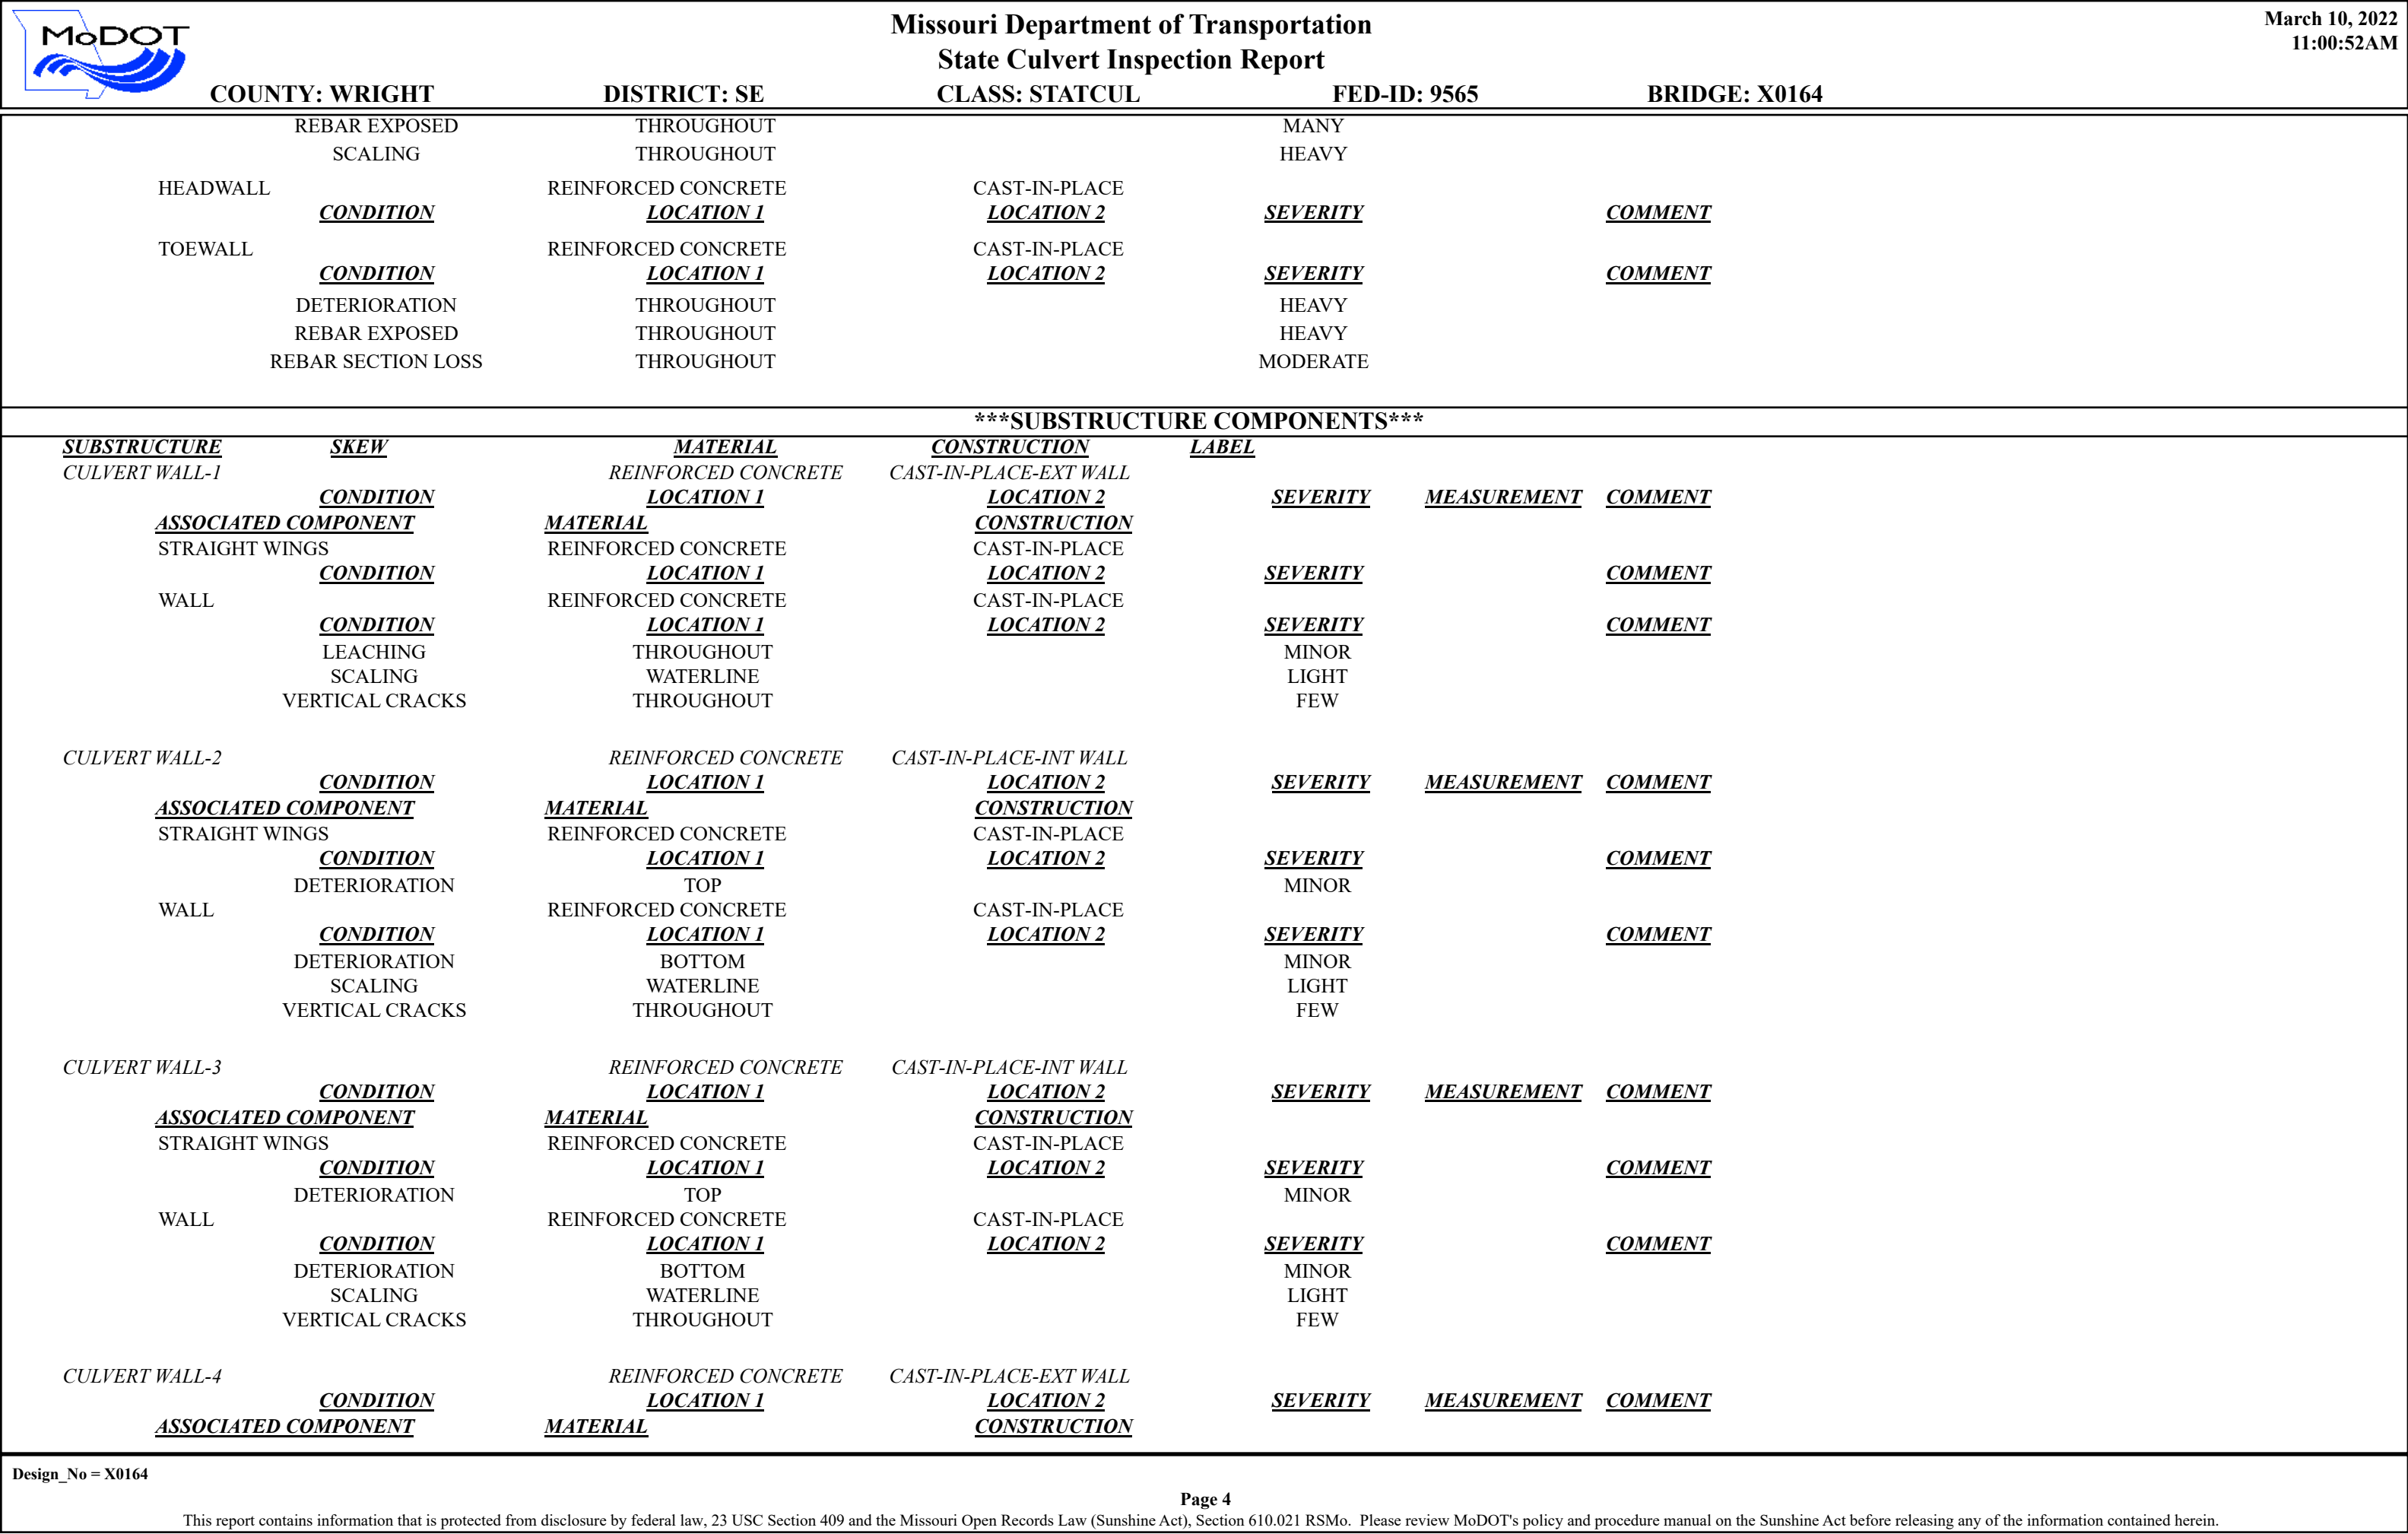 MoDOT
Missouri Department of Transportation
State Culvert Inspection Report
March 10, 2022
11:00:52AM
COUNTY: WRIGHT DISTRICT: SE CLASS: STATCUL FED-ID: 9565 BRIDGE: X0164
REBAR EXPOSED THROUGHOUT MANY
SCALING THROUGHOUT HEAVY
HEADWALL REINFORCED CONCRETE CAST-IN-PLACE
CONDITION LOCATION 1 LOCATION 2 SEVERITY COMMENT
TOEWALL REINFORCED CONCRETE CAST-IN-PLACE
CONDITION LOCATION 1 LOCATION 2 SEVERITY COMMENT
DETERIORATION THROUGHOUT HEAVY
REBAR EXPOSED THROUGHOUT HEAVY
REBAR SECTION LOSS THROUGHOUT MODERATE
***SUBSTRUCTURE COMPONENTS***
SUBSTRUCTURE SKEW MATERIAL CONSTRUCTION LABEL
CULVERT WALL-1 REINFORCED CONCRETE CAST-IN-PLACE-EXT WALL
CONDITION LOCATION 1 LOCATION 2 SEVERITY MEASUREMENT COMMENT
ASSOCIATED COMPONENT MATERIAL CONSTRUCTION
STRAIGHT WINGS REINFORCED CONCRETE CAST-IN-PLACE
CONDITION LOCATION 1 LOCATION 2 SEVERITY COMMENT
WALL REINFORCED CONCRETE CAST-IN-PLACE
CONDITION LOCATION 1 LOCATION 2 SEVERITY COMMENT
LEACHING THROUGHOUT MINOR
SCALING WATERLINE LIGHT
VERTICAL CRACKS THROUGHOUT FEW
CULVERT WALL-2 REINFORCED CONCRETE CAST-IN-PLACE-INT WALL
CONDITION LOCATION 1 LOCATION 2 SEVERITY MEASUREMENT COMMENT
ASSOCIATED COMPONENT MATERIAL CONSTRUCTION
STRAIGHT WINGS REINFORCED CONCRETE CAST-IN-PLACE
CONDITION LOCATION 1 LOCATION 2 SEVERITY COMMENT
DETERIORATION TOP MINOR
WALL REINFORCED CONCRETE CAST-IN-PLACE
CONDITION LOCATION 1 LOCATION 2 SEVERITY COMMENT
DETERIORATION BOTTOM MINOR
SCALING WATERLINE LIGHT
VERTICAL CRACKS THROUGHOUT FEW
CULVERT WALL-3 REINFORCED CONCRETE CAST-IN-PLACE-INT WALL
CONDITION LOCATION 1 LOCATION 2 SEVERITY MEASUREMENT COMMENT
ASSOCIATED COMPONENT MATERIAL CONSTRUCTION
STRAIGHT WINGS REINFORCED CONCRETE CAST-IN-PLACE
CONDITION LOCATION 1 LOCATION 2 SEVERITY COMMENT
DETERIORATION TOP MINOR
WALL REINFORCED CONCRETE CAST-IN-PLACE
CONDITION LOCATION 1 LOCATION 2 SEVERITY COMMENT
DETERIORATION BOTTOM MINOR
SCALING WATERLINE LIGHT
VERTICAL CRACKS THROUGHOUT FEW
CULVERT WALL-4 REINFORCED CONCRETE CAST-IN-PLACE-EXT WALL
CONDITION LOCATION 1 LOCATION 2 SEVERITY MEASUREMENT COMMENT
ASSOCIATED COMPONENT MATERIAL CONSTRUCTION
Design_No = X0164
Page 4
This report contains information that is protected from disclosure by federal law, 23 USC Section 409 and the Missouri Open Records Law (Sunshine Act), Section 610.021 RSMo. Please review MoDOT's policy and procedure manual on the Sunshine Act before releasing any of the information contained herein.